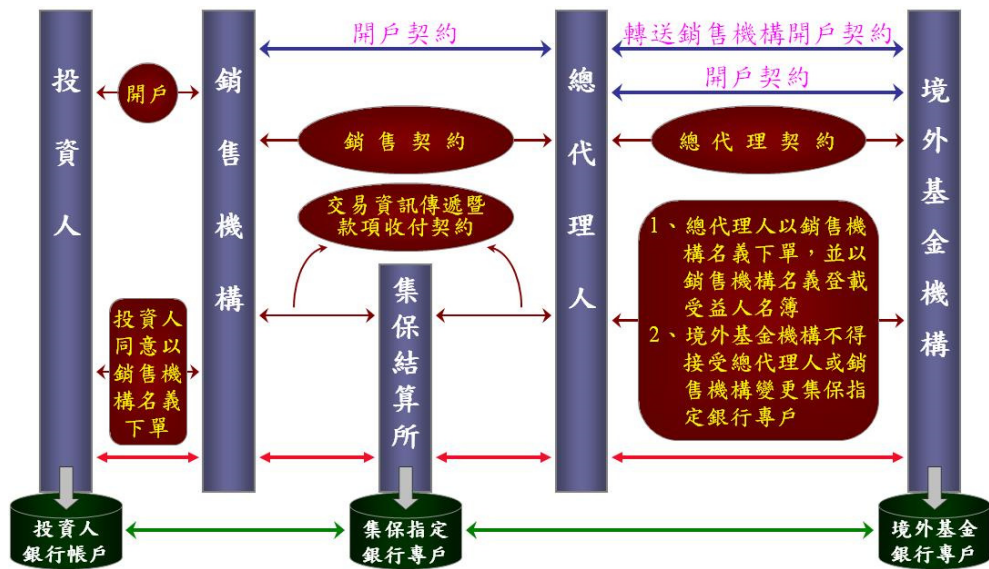 開戶契約
轉送銷售機構開戶契約
開戶契約
投資人
開戶
銷售機構
銷售契約
總代理人
總代理契約
境外基金機構
交易資訊傳遞暨
款項收付契約
集保結算所
1、總代理人以銷售機
構名義下單，並以
銷售機構名義登載
受益人名簿
2、境外基金機構不得
接受總代理人或銷
售機構變更集保指
定銀行專戶
投資人
同意以
銷售機
構名義
下單
投資人
銀行帳戶
集保指定
銀行專戶
境外基金
銀行專戶